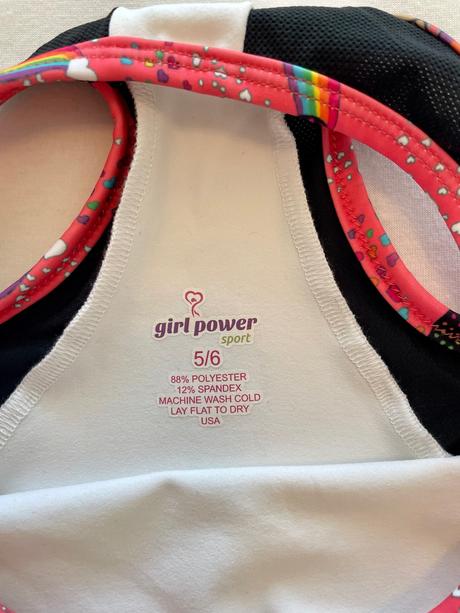 girl power
sport
5/6
88% POLYESTER
12% SPANDEX
MACHINE WASH COLD
LAY FLAT TO DRY
USA